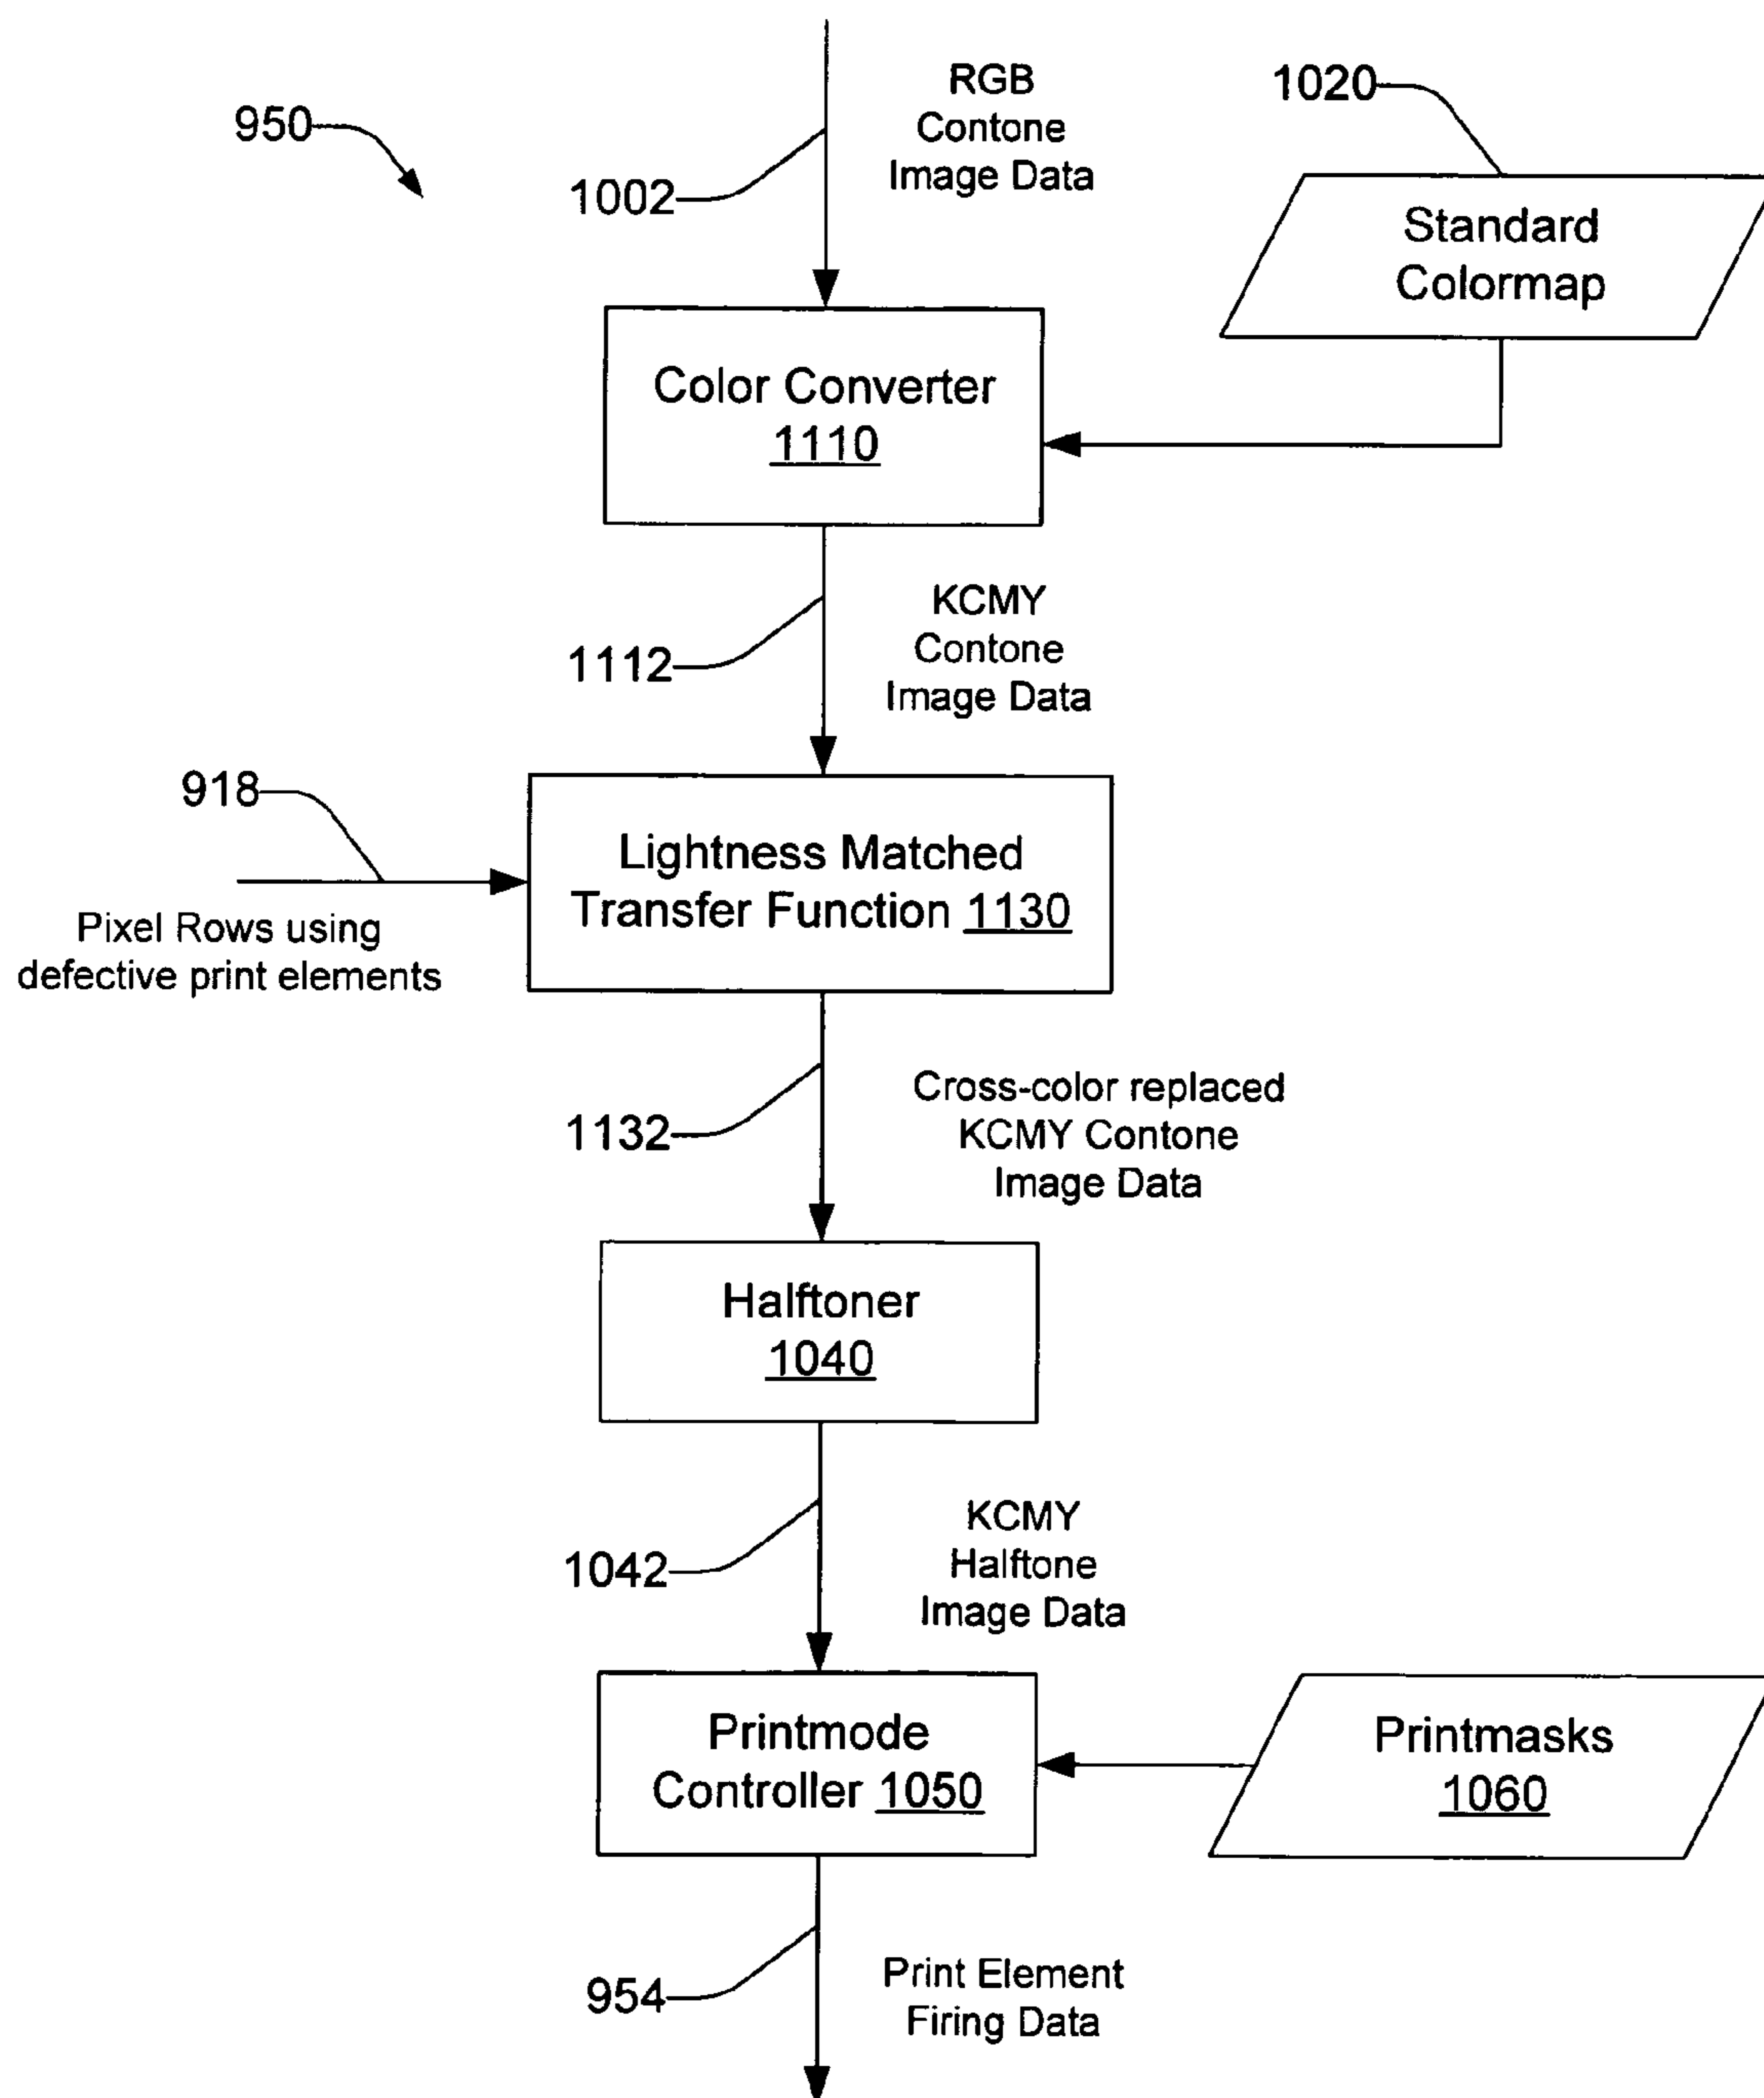 950
1002
RGB
Contone
Image Data
1020
Standard
Colormap
Color Converter
1110
1112
KCMY
Contone
Image Data
918
Pixel Rows using
defective print elements
Lightness Matched
Transfer Function 1130
1132
Cross-color replaced
KCMY Contone
Image Data
Halftoner
1040
1042
KCMY
Halftone
Image Data
Printmode
Controller 1050
Printmasks
1060
954
Print Element
Firing Data